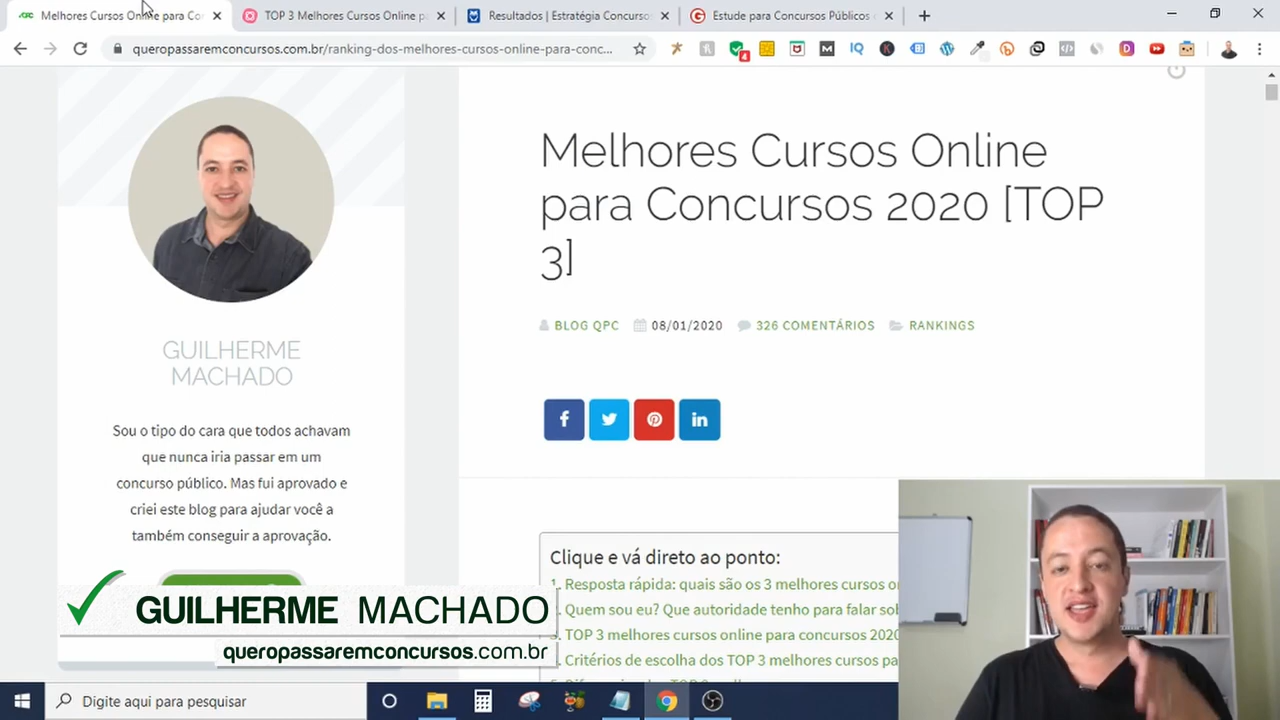 Melhores Cursos Online para Co
TOP 3 Melhores Cursos Online p
Resultados | Estratégia Concurso
Estude para Concursos Públicos
queropassaremconcursos.com.br/ranking-dos-melhores-cursos-online-para-conc...
4
Melhores Cursos Online
para Concursos 2020 [TOP
3]
BLOG QPC 08/01/2020 326 COMENTÁRIOS RANKINGS
GUILHERME
MACHADO
Sou o tipo do cara que todos achavam
que nunca iria passar em um
concurso público. Mas fui aprovado e
criei este blog para ajudar você a
também conseguir a aprovação.
Clique e vá direto ao ponto:
1. Resposta rápida: quais são os 3 melhores cursos
Quem sou eu? Que autoridade tenho para falar
TOP 3 melhores cursos online para concursos 2020
Critérios de escolha dos TOP 3 melhores cursos
GUILHERME MACHADO
queropassaremconcursos.com.br
Digite aqui para pesquisar